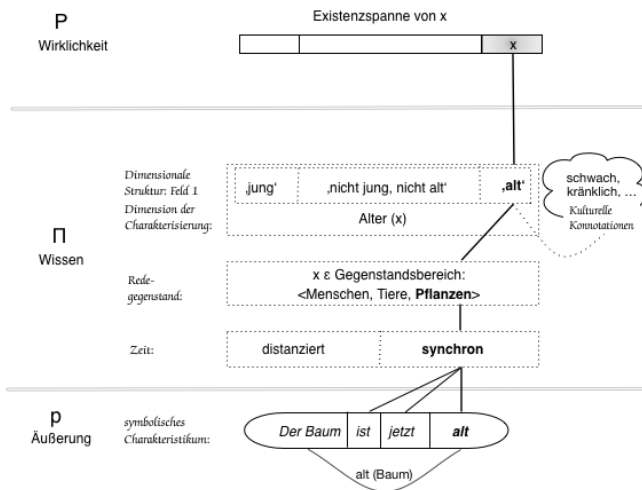 P
Wirklichkeit
Existenzspanne von x
x
Π
Wissen
Dimensionale
Struktur: Feld 1
Dimension der
Charakterisierung:
‚jung‘
‚nicht jung, nicht alt‘
‚alt‘
Alter (x)
schwach,
kränklich, ...
Kulturelle
Konnotationen
Rede-
gegenstand:
x ε Gegenstandsbereich:
<Menschen, Tiere, Pflanzen>
Zeit:
distanziert
synchron
p
Äußerung
symbolisches
Charakteristikum:
Der Baum
ist
jetzt
alt
alt (Baum)